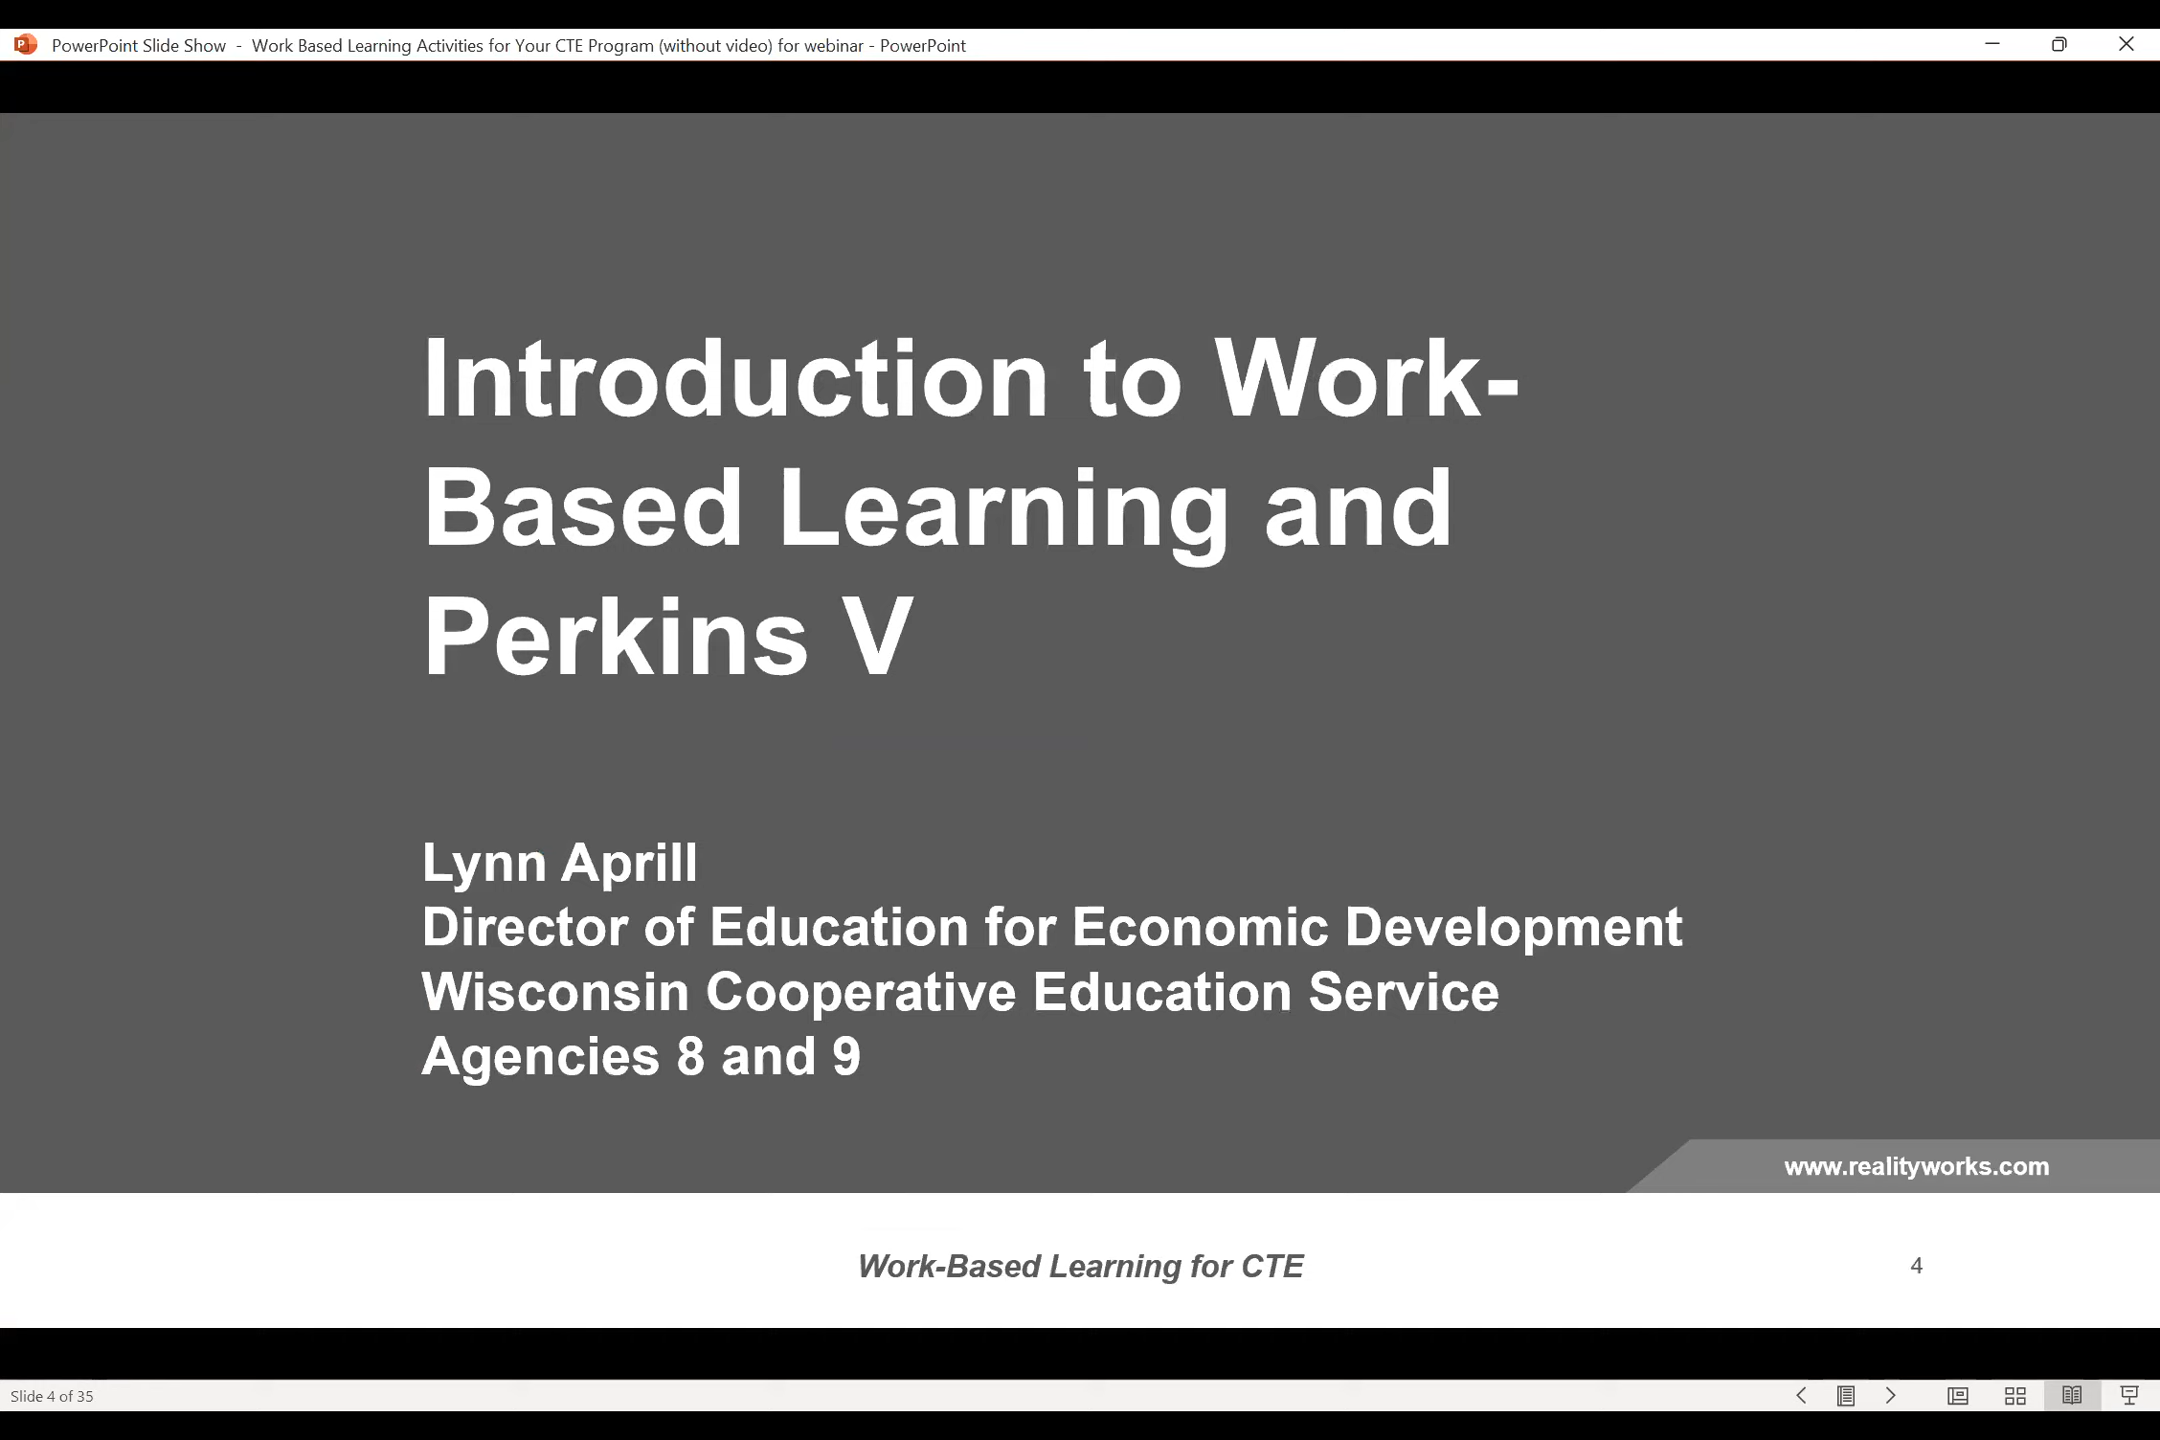 PowerPoint Slide Show - Work Based Learning Activities for Your CTE Program (without video) for webinar - PowerPoint
Introduction to Work-
Based Learning and
Perkins V
Lynn Aprill
Director of Education for Economic Development
Wisconsin Cooperative Education Service
Agencies 8 and 9
www.realityworks.com
Work-Based Learning for CTE
4
Slide 4 of 35